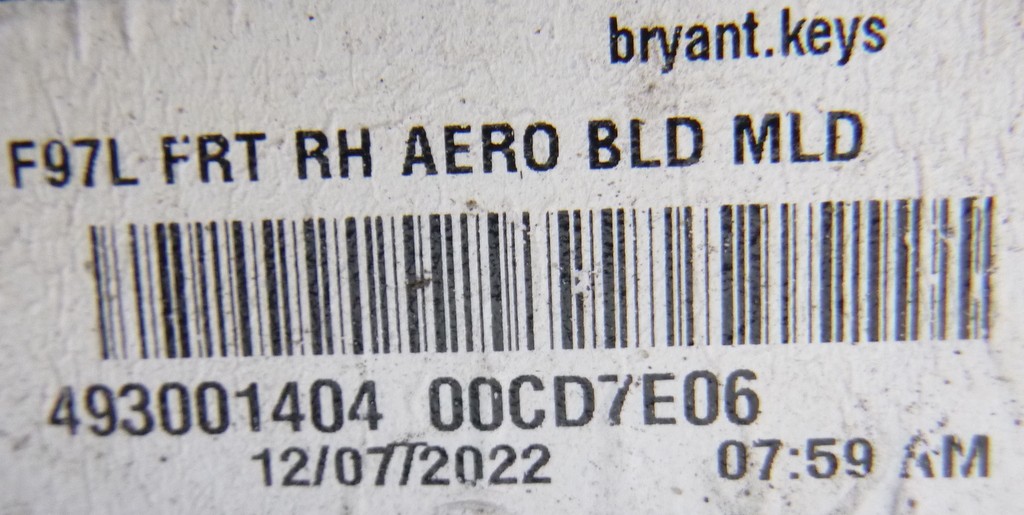 bryant.keys
F97L FRT RH AERO BLD MLD
493001404 00CD7E06
12/07/2022 07:59 AM